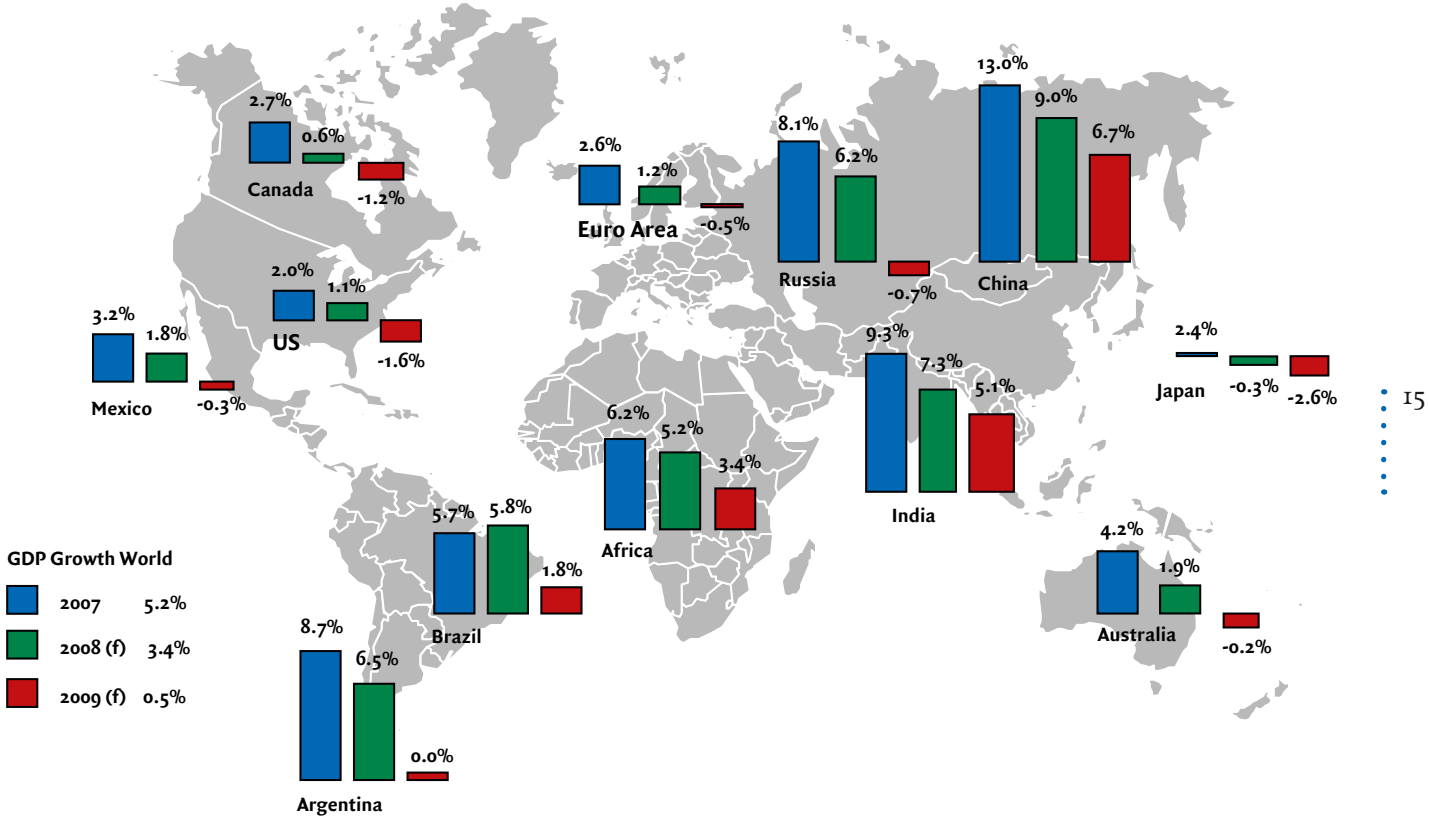 13.0%
9.0%
6.7%
China
2.7%
0.6%
-1.2%
Canada
2.6%
1.2%
-0.5%
Euro Area
8.1%
6.2%
-0.7%
Russia
2.0%
1.1%
-1.6%
US
3.2%
1.8%
-0.3%
Mexico
9.3%
7.3%
5.1%
India
2.4%
-0.3%
-2.6%
Japan
15
6.2%
5.2%
3.4%
Africa
5.7%
5.8%
1.8%
Brazil
4.2%
1.9%
-0.2%
Australia
GDP Growth World
2007 5.2%
2008 (f) 3.4%
2009 (f) 0.5%
8.7%
6.5%
0.0%
Argentina